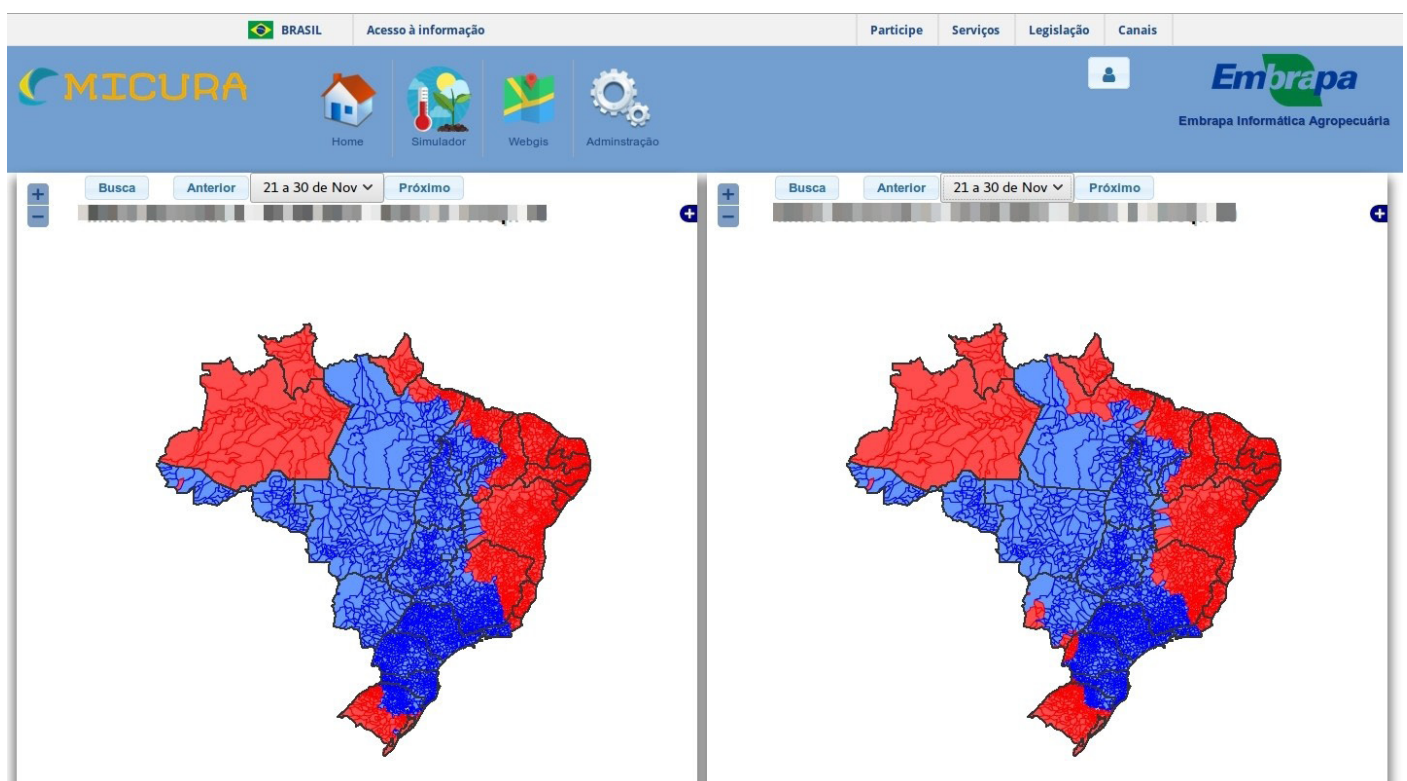 BRASIL
Acesso à informação
Participe
Serviços
Legislação
Canais
MICURA
Home
Simulador
Webgis
Adminstração
Embrapa
Embrapa Informática Agropecuária
+
−
Busca
Anterior
21 a 30 de Nov
Próximo
+
+
−
Busca
Anterior
21 a 30 de Nov
Próximo
+